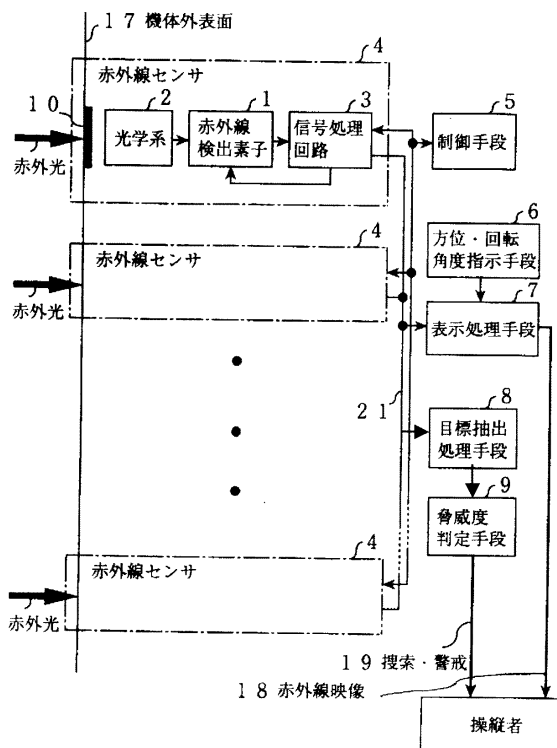 17 機体外表面
4
赤外線センサ
10
2
1
3
5
光学系
赤外線
検出素子
信号処理
回路
制御手段
赤外光
6
方位・回転
角度指示手段
4
赤外線センサ
7
表示処理手段
赤外光
21
8
目標抽出
処理手段
9
脅威度
判定手段
4
赤外線センサ
赤外光
19 捜索・警戒
18 赤外線映像
操縦者